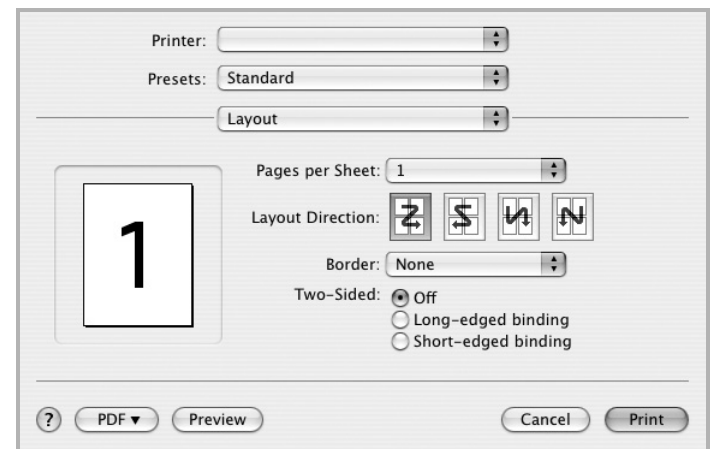 Printer:
Presets: Standard
Layout
Pages per Sheet: 1
Layout Direction:
1
Border: None
Two-Sided: Off
Long-edged binding
Short-edged binding
? PDF▼ Preview Cancel Print